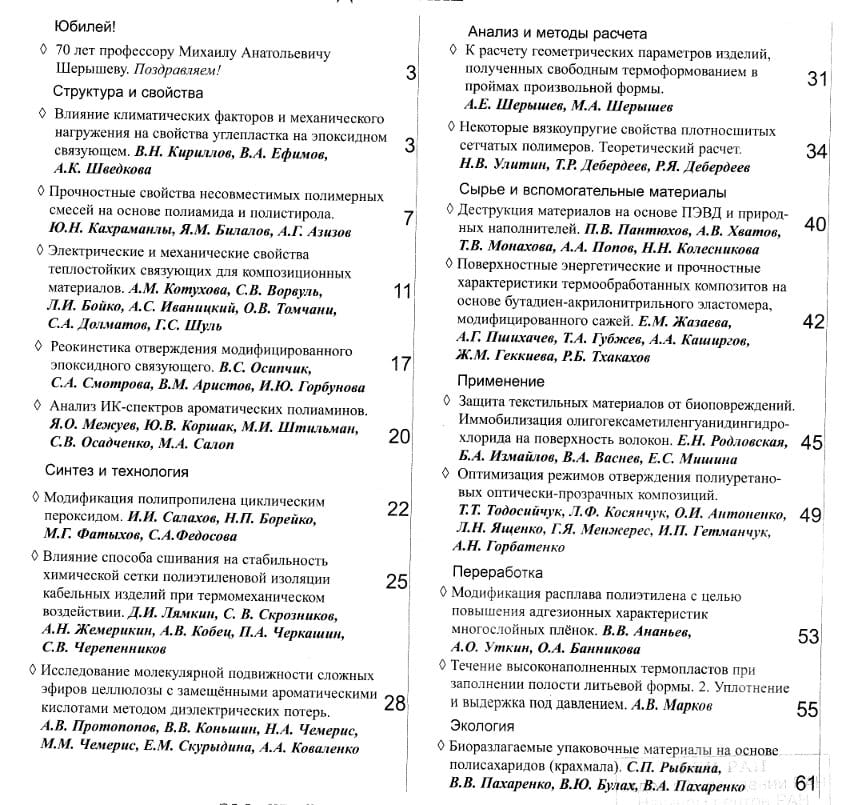 Юбилей!
◊ 70 лет профессору Михаилу Анатольевичу
Шерышеву. Поздравляем! 3
Структура и свойства
◊ Влияние климатических факторов и механического
нагружения на свойства углепластка на эпоксидном
связующем. В.Н. Кириллов, В.А. Ефимов, 3
А.К. Шведкова
◊ Прочностные свойства несовместимых полимерных
смесей на основе полиамида и полистирола. 7
Ю.Н. Кахраманлы, Я.М. Билалов, А.Г. Азизов
◊ Электрические и механические свойства
теплостойких связующих для композиционных
материалов. А.М. Котухова, С.В. Ворвуль, 11
Л.И. Бойко, А.С. Иваницкий, О.В. Томчани,
С.А. Долматов, Г.С. Шуль
◊ Реокинетика отверждения модифицированного
эпоксидного связующего. В.С. Осипчик, 17
С.А. Смотрова, В.М. Аристов, И.Ю. Горбунова
◊ Анализ ИК-спектров ароматических полиаминов.
Я.О. Межуев, Ю.В. Коршак, М.И. Штильман, 20
С.В. Осадченко, М.А. Салоп
Синтез и технология
◊ Модификация полипропилена циклическим
пероксидом. И.И. Салахов, Н.П. Борейко, 22
М.Г. Фатыхов, С.А.Федосова
◊ Влияние способа сшивания на стабильность
химической сетки полиэтиленовой изоляции 25
кабельных изделий при термомеханическом
воздействии. Д.И. Лямкин, С. В. Скрозников,
А.Н. Жемерикин, А.В. Кобец, П.А. Черкашин,
С.В. Черепенников
◊ Исследование молекулярной подвижности сложных
эфиров целлюлозы с замещёнными ароматическими
кислотами методом диэлектрических потерь. 28
А.В. Протопопов, В.В. Коньшин, Н.А. Чемерис,
М.М. Чемерис, Е.М. Скурыдина, А.А. Коваленко
Анализ и методы расчета
◊ К расчету геометрических параметров изделий,
полученных свободным термоформованием в
проймах произвольной формы. 31
А.Е. Шерышев, М.А. Шерышев
◊ Некоторые вязкоупругие свойства плотносшитых
сетчатых полимеров. Теоретический расчет. 34
Н.В. Улитин, Т.Р. Дебердеев, Р.Я. Дебердеев
Сырье и вспомогательные материалы
◊ Деструкция материалов на основе ПЭВД и природ-
ных наполнителей. П.В. Пантюхов, А.В. Хватов, 40
Т.В. Монахова, А.А. Попов, Н.Н. Колесникова
◊ Поверхностные энергетические и прочностные
характеристики термообработанных композитов на
основе бутадиен-акрилонитрильного эластомера,
модифицированного сажей. Е.М. Жазаева, 42
А.Г. Пшихачев, Т.А. Губжев, А.А. Каширгов,
Ж.М. Геккиева, Р.Б. Тхакахов
Применение
◊ Защита текстильных материалов от биоповреждений.
Иммобилизация олигогексаметиленгуанидингидро-
хлорида на поверхность волокон. Е.Н. Родловская, 45
Б.А. Измайлов, В.А. Васнев, Е.С. Мишина
◊ Оптимизация режимов отверждения полиуретано-
вых оптически-прозрачных композиций.
Т.Т. Тодосийчук, Л.Ф. Косянчук, О.И. Антоненко, 49
Л.Н. Ященко, Г.Я. Менжерес, И.П. Гетманчук,
А.Н. Горбатенко
Переработка
◊ Модификация расплава полиэтилена с целью
повышения адгезионных характеристик
многослойных плёнок. В.В. Ананьев, 53
А.О. Уткин, О.А. Банникова
◊ Течение высоконаполненных термопластов при
заполнении полости литьевой формы. 2. Уплотнение
и выдержка под давлением. А.В. Марков 55
Экология
◊ Биоразлагаемые упаковочные материалы на основе
полисахаридов (крахмала). С.П. Рыбкина, 61
В.В. Пахаренко, В.Ю. Булах, В.А. Пахаренко